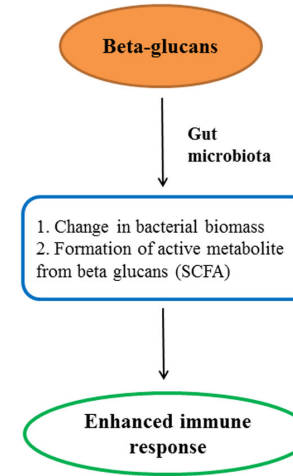 Beta-glucans
Gut
microbiota
1. Change in bacterial biomass
2. Formation of active metabolite
from beta glucans (SCFA)
Enhanced immune
response